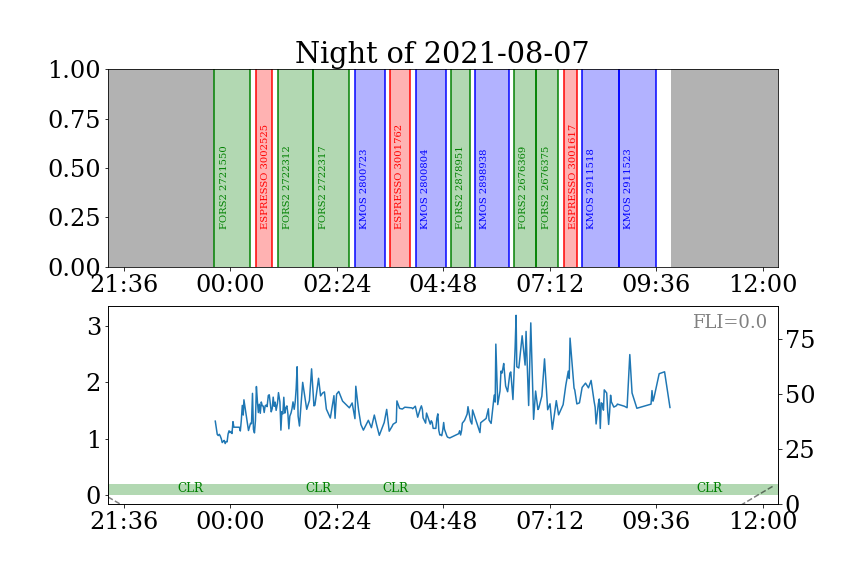 Night of 2021-08-07
1.00
0.75
0.50
0.25
0.00
FORS2 2721550
ESPRESSO 3002525
FORS2 2722312
FORS2 2722317
KMOS 2800723
ESPRESSO 3001762
KMOS 2800804
FORS2 2878951
KMOS 2898938
FORS2 2676369
FORS2 2676375
ESPRESSO 3001617
KMOS 2911518
KMOS 2911523
21:36 00:00 02:24 04:48 07:12 09:36 12:00
FLI=0.0
3
2
1
0
75
50
25
0
CLR CLR CLR CLR
21:36 00:00 02:24 04:48 07:12 09:36 12:00